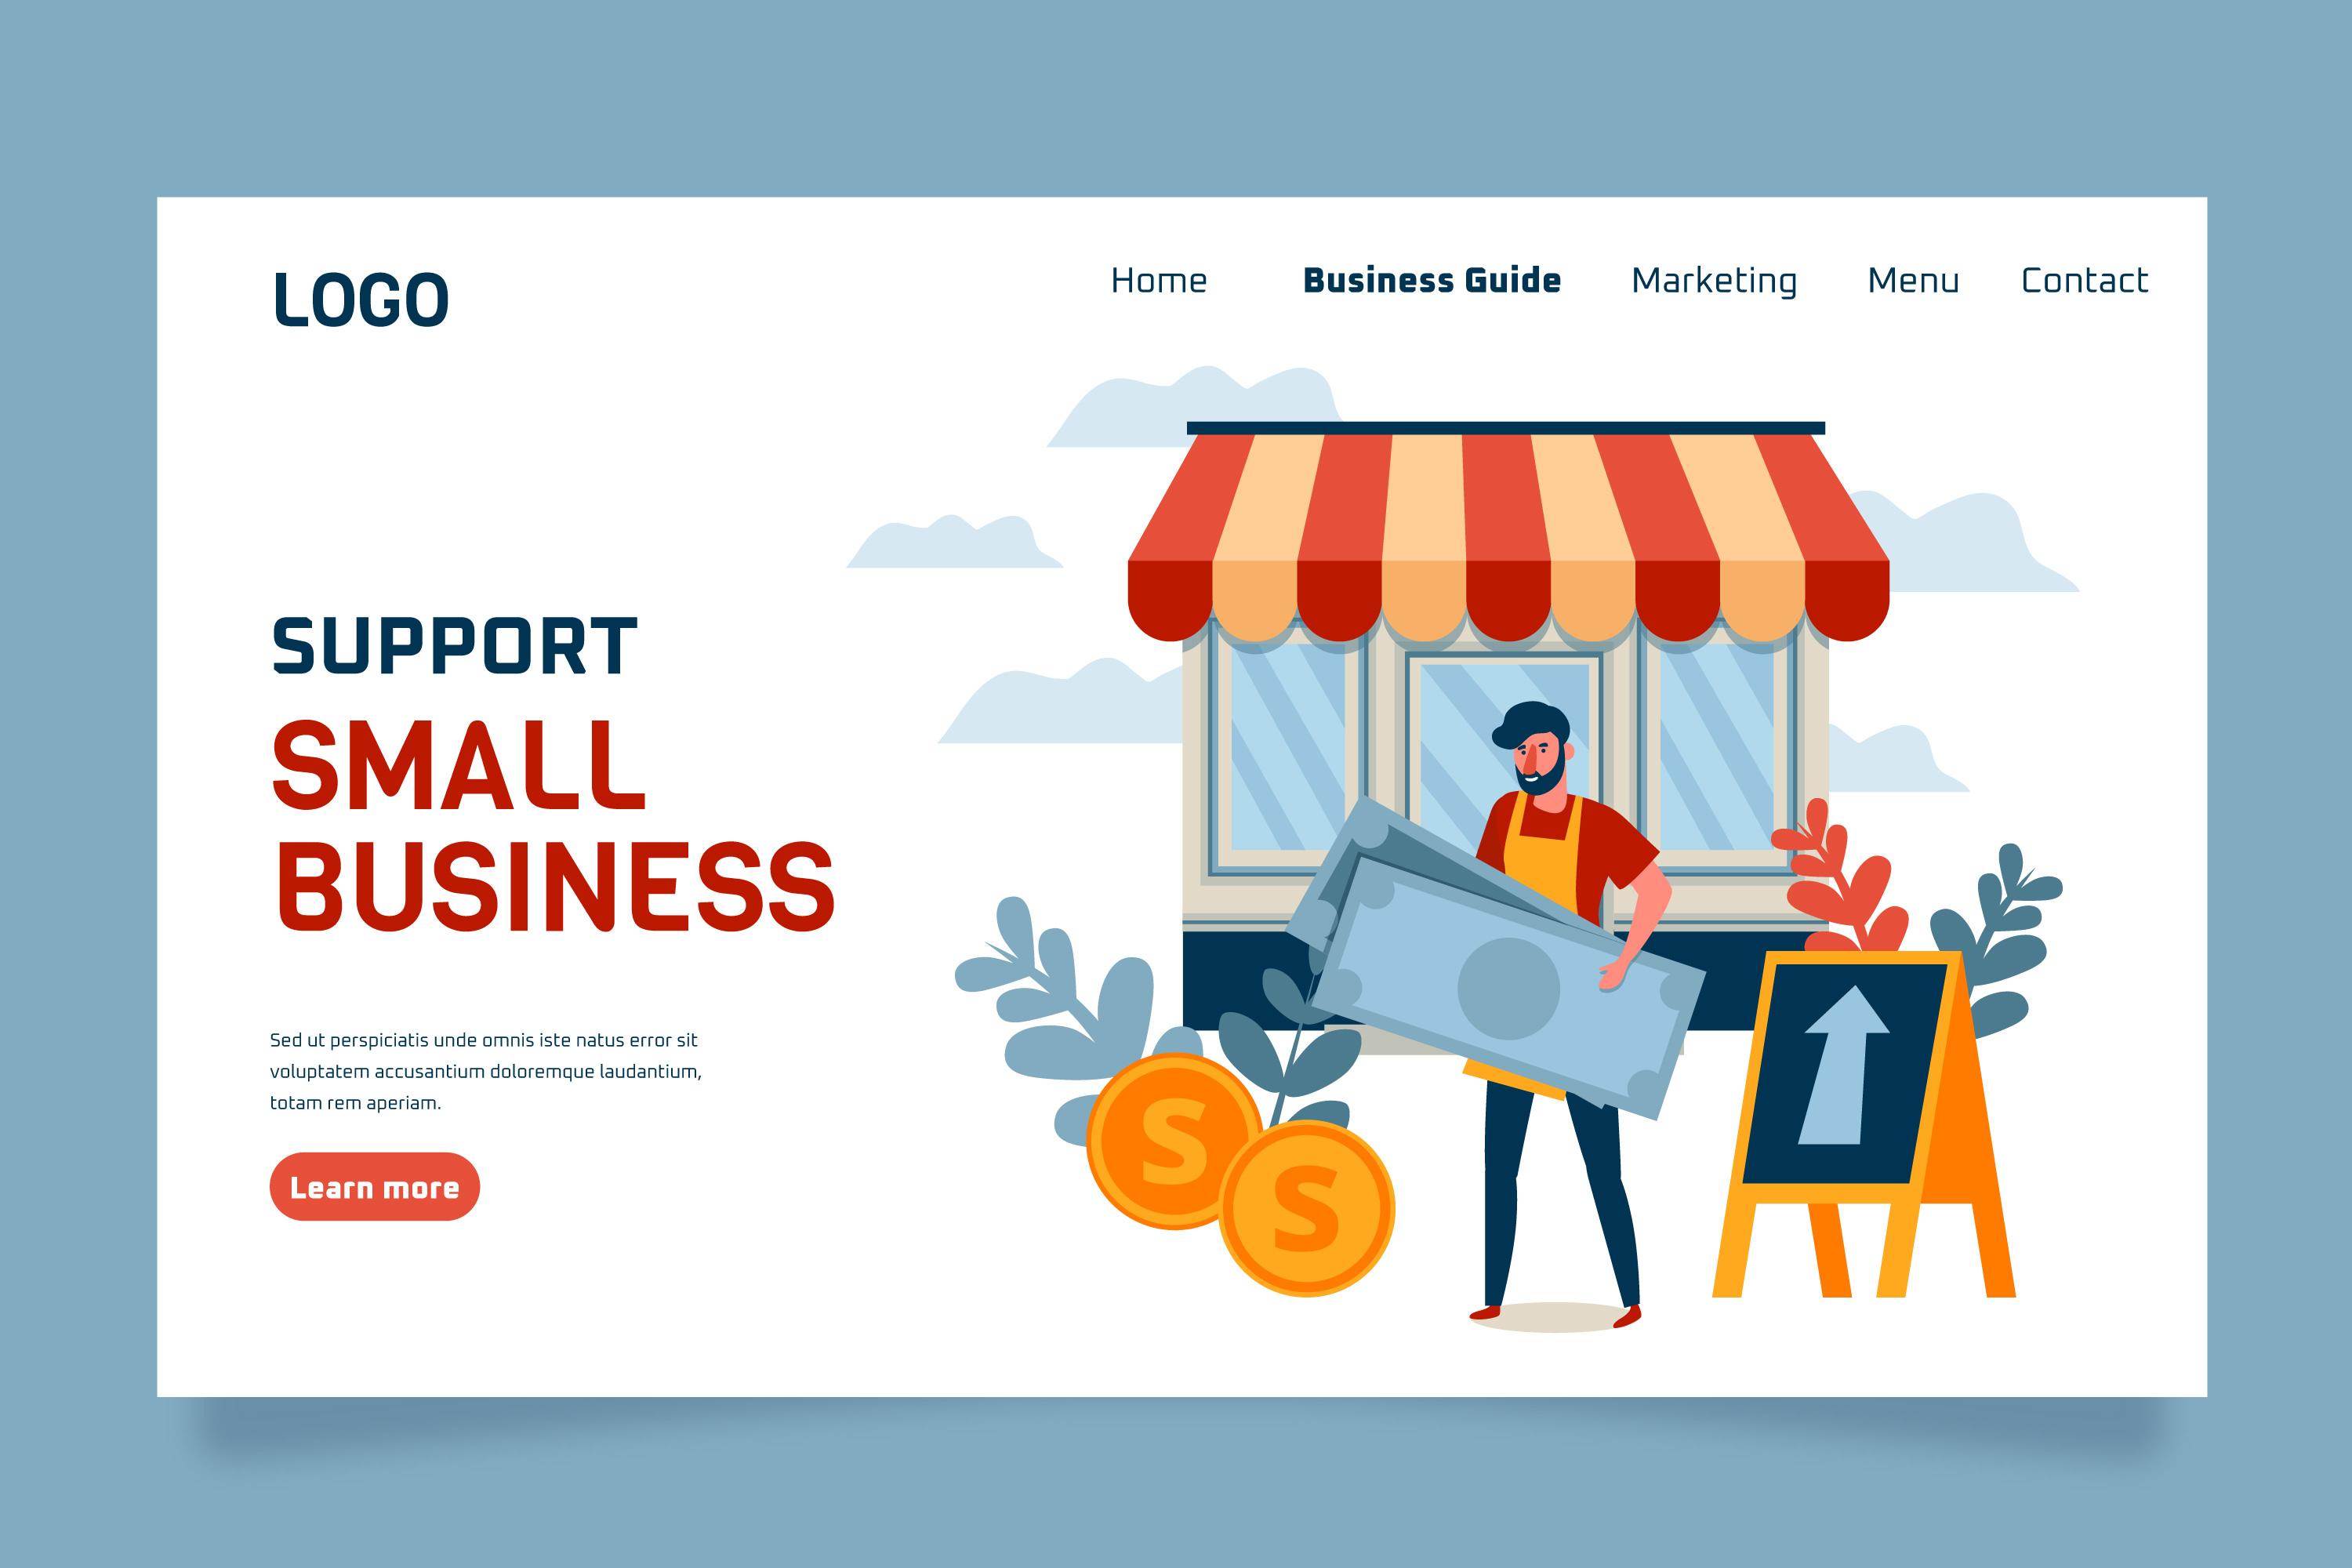 LOGO
Home Business Guide Marketing Menu Contact
SUPPORT
SMALL
BUSINESS
Sed ut perspiciatis unde omnis iste natus error sit
voluptatem accusantium doloremque laudantium,
totam rem aperiam.
Learn more
S
S